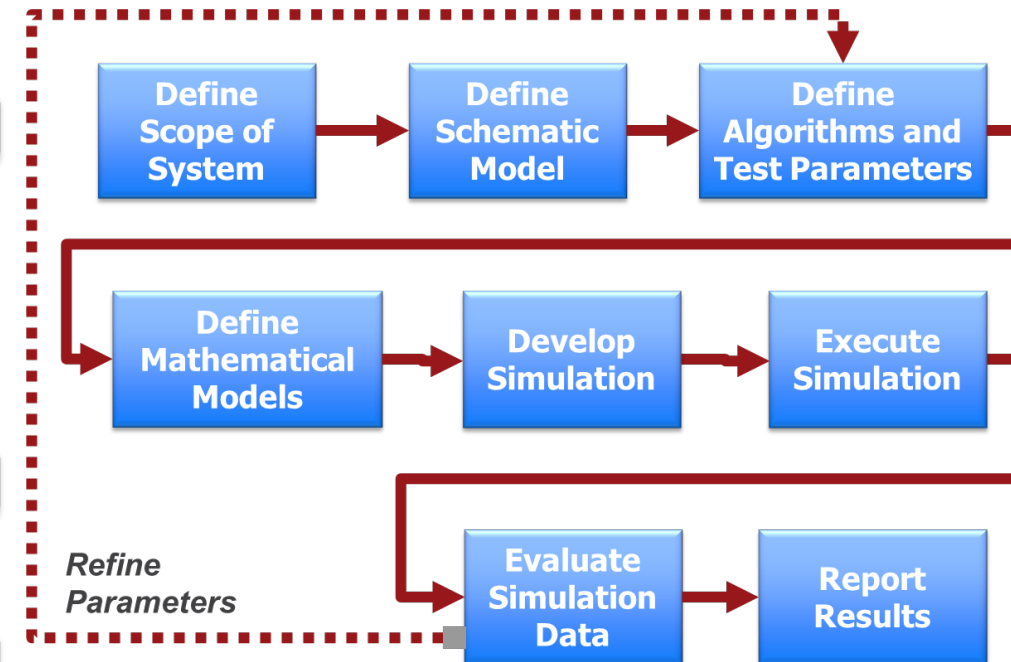 Define
Scope of
System
Define
Schematic
Model
Define
Algorithms and
Test Parameters
Define
Mathematical
Models
Develop
Simulation
Execute
Simulation
Refine
Parameters
Evaluate
Simulation
Data
Report
Results